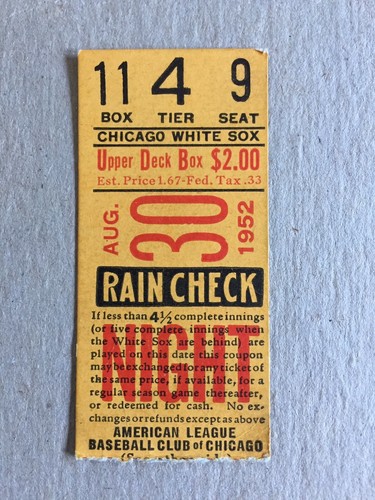 11 4 9
BOX TIER SEAT
CHICAGO WHITE SOX
Upper Deck Box $2.00
Est. Price 1.67-Fed. Tax .33
AUG. 30 1952
RAIN CHECK
If less than 4½ complete innings
(or five complete innings when
the White Sox are behind) are
played on this date this coupon
may be exchanged for any ticket of
the same price, if available, for a
regular season game thereafter,
or redeemed for cash. No ex-
changes or refunds except as above
NIGHT
AMERICAN LEAGUE
BASEBALL CLUB OF CHICAGO